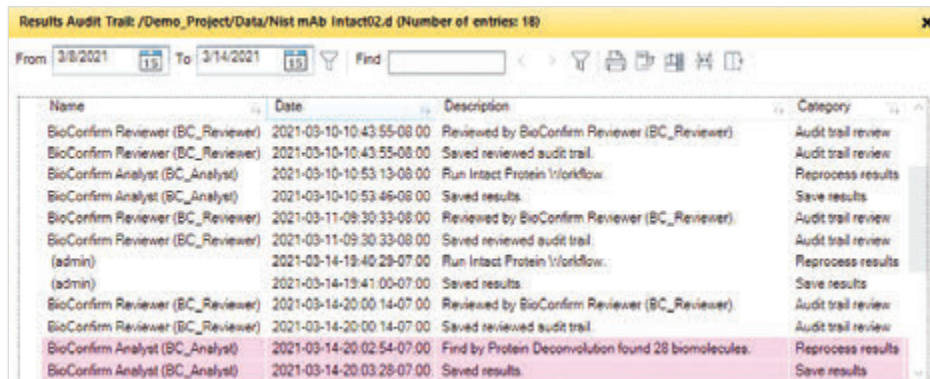 Results Audit Trail: /Demo_Project/Data/Nist mAb Intact02.d (Number of entries: 18)
From 3/8/2021 15 To 3/14/2021 15 Find
Name Date Description Category
BioConfirm Reviewer (BC_Reviewer) 2021-03-10-10:43:55-08:00 Reviewed by BioConfirm Reviewer (BC_Reviewer). Audit trail review
BioConfirm Reviewer (BC_Reviewer) 2021-03-10-10:43:55-08:00 Saved reviewed audit trail. Audit trail review
BioConfirm Analyst (BC_Analyst) 2021-03-10-10:53:13-08:00 Run Intact Protein Workflow. Reprocess results
BioConfirm Analyst (BC_Analyst) 2021-03-10-10:53:46-08:00 Saved results. Save results
BioConfirm Reviewer (BC_Reviewer) 2021-03-11-09:30:33-08:00 Reviewed by BioConfirm Reviewer (BC_Reviewer). Audit trail review
BioConfirm Reviewer (BC_Reviewer) 2021-03-11-09:30:33-08:00 Saved reviewed audit trail. Audit trail review
(admin) 2021-03-14-19:40:29-07:00 Run Intact Protein Workflow. Reprocess results
(admin) 2021-03-14-19:41:00-07:00 Saved results. Save results
BioConfirm Reviewer (BC_Reviewer) 2021-03-14-20:00:14-07:00 Reviewed by BioConfirm Reviewer (BC_Reviewer). Audit trail review
BioConfirm Reviewer (BC_Reviewer) 2021-03-14-20:00:14-07:00 Saved reviewed audit trail. Audit trail review
BioConfirm Analyst (BC_Analyst) 2021-03-14-20:02:54-07:00 Find by Protein Deconvolution found 28 biomolecules. Reprocess results
BioConfirm Analyst (BC_Analyst) 2021-03-14-20:03:28-07:00 Saved results. Save results